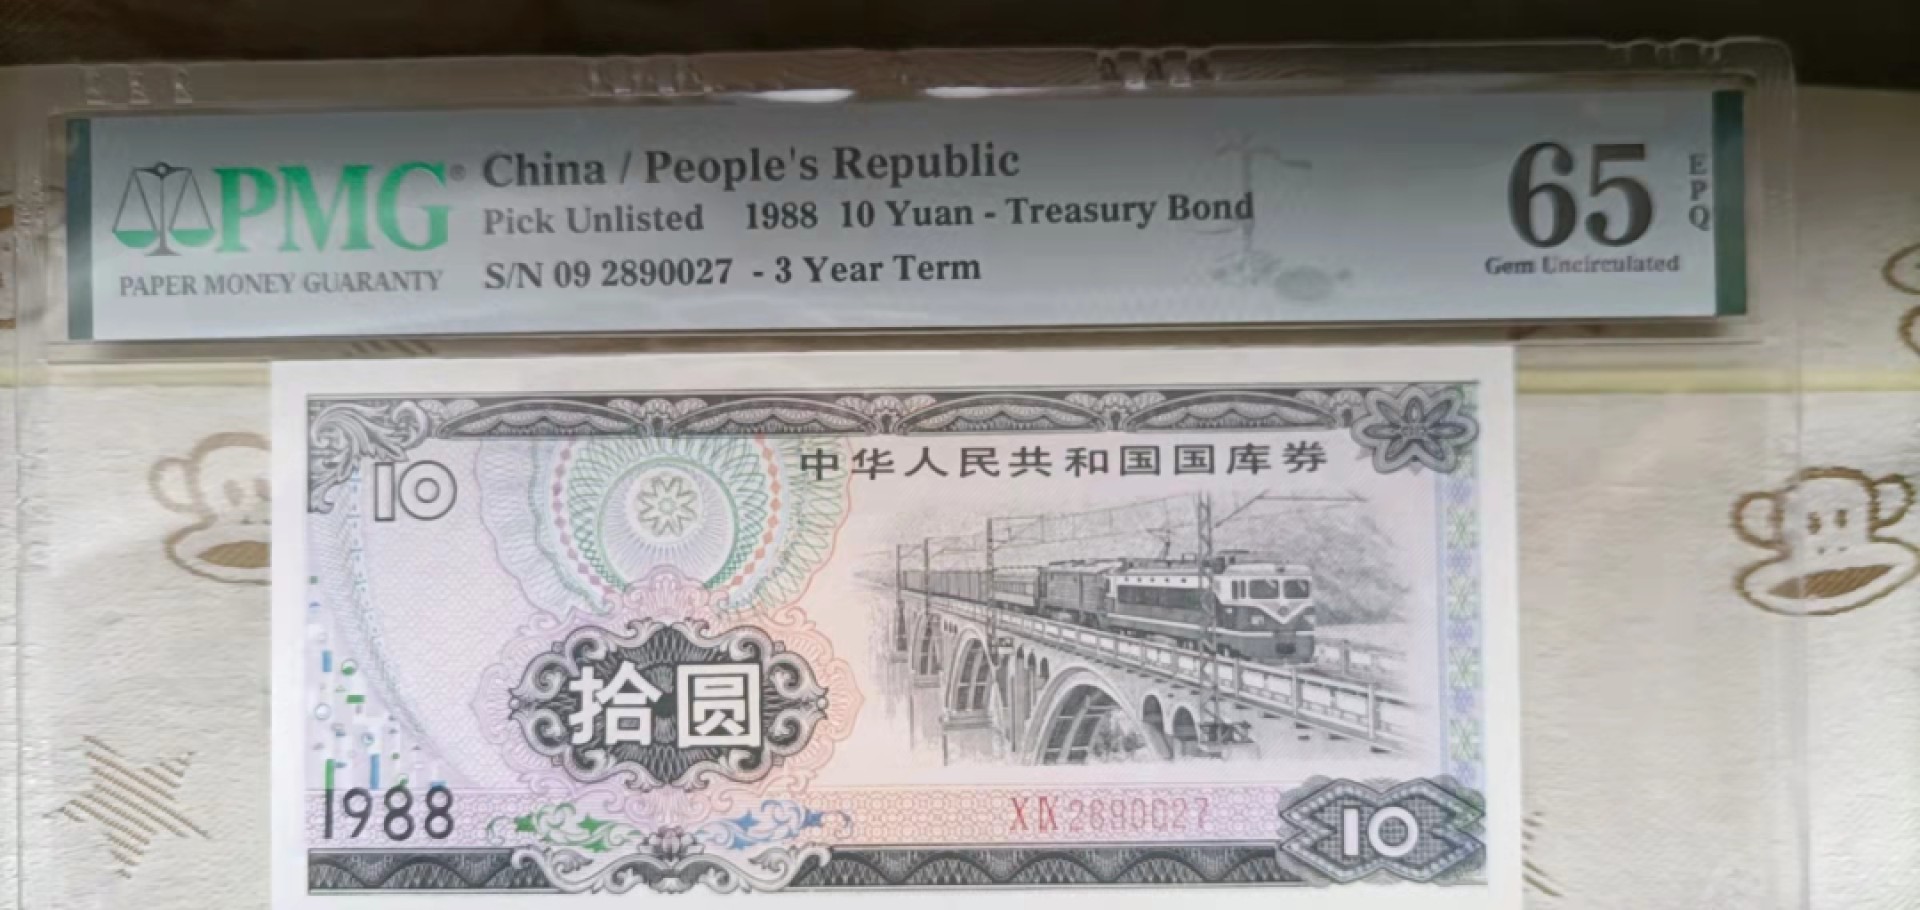 PMG®
PAPER MONEY GUARANTY
China / People's Republic
Pick Unlisted 1988 10 Yuan - Treasury Bond
S/N 09 2890027 - 3 Year Term
65
EPQ
Gem Uncirculated
10
中华人民共和国国库券
拾圆
1988
2890027
10